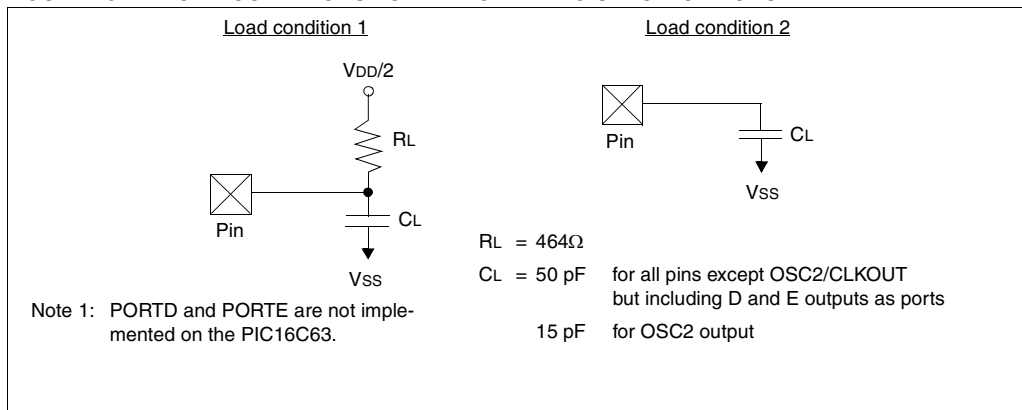 Load condition 1
VDD/2
RL
Pin
CL
VSS
Note 1: PORTD and PORTE are not imple-
mented on the PIC16C63.
Load condition 2
Pin
CL
VSS
RL = 464Ω
CL = 50 pF for all pins except OSC2/CLKOUT
but including D and E outputs as ports
15 pF for OSC2 output